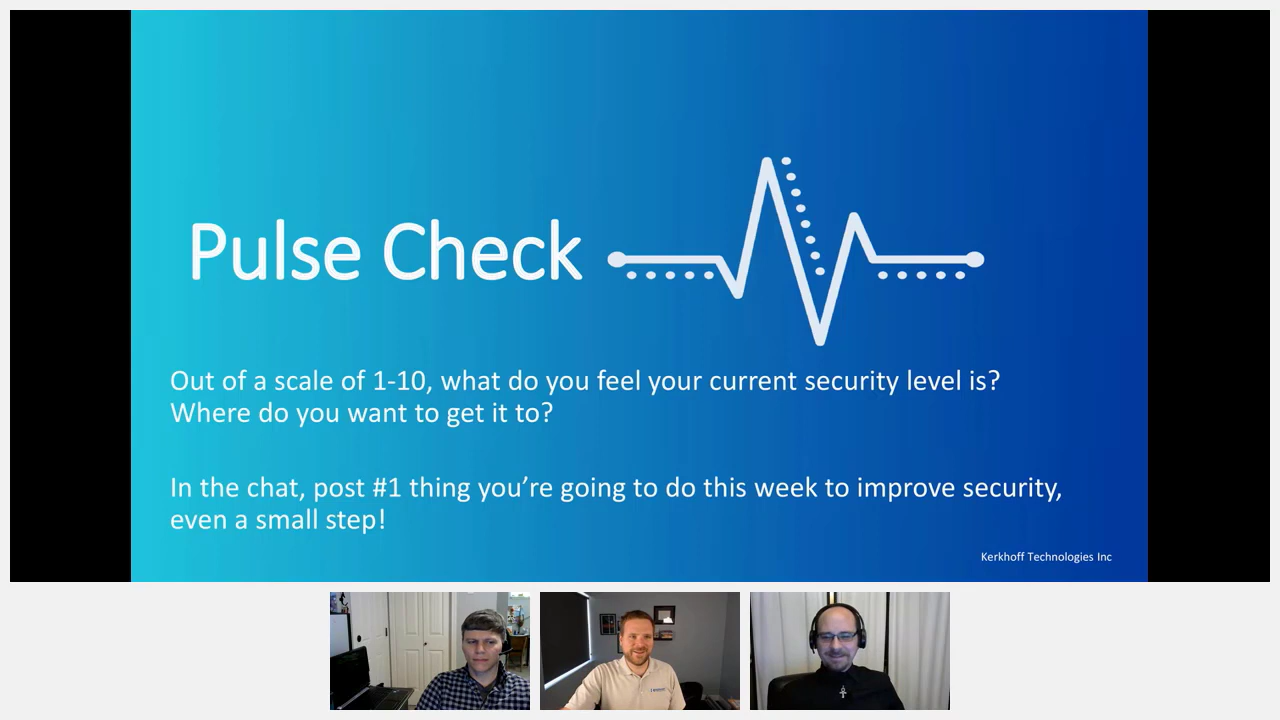 Pulse Check
Out of a scale of 1-10, what do you feel your current security level is?
Where do you want to get it to?
In the chat, post #1 thing you’re going to do this week to improve security,
even a small step!
Kerkhoff Technologies Inc